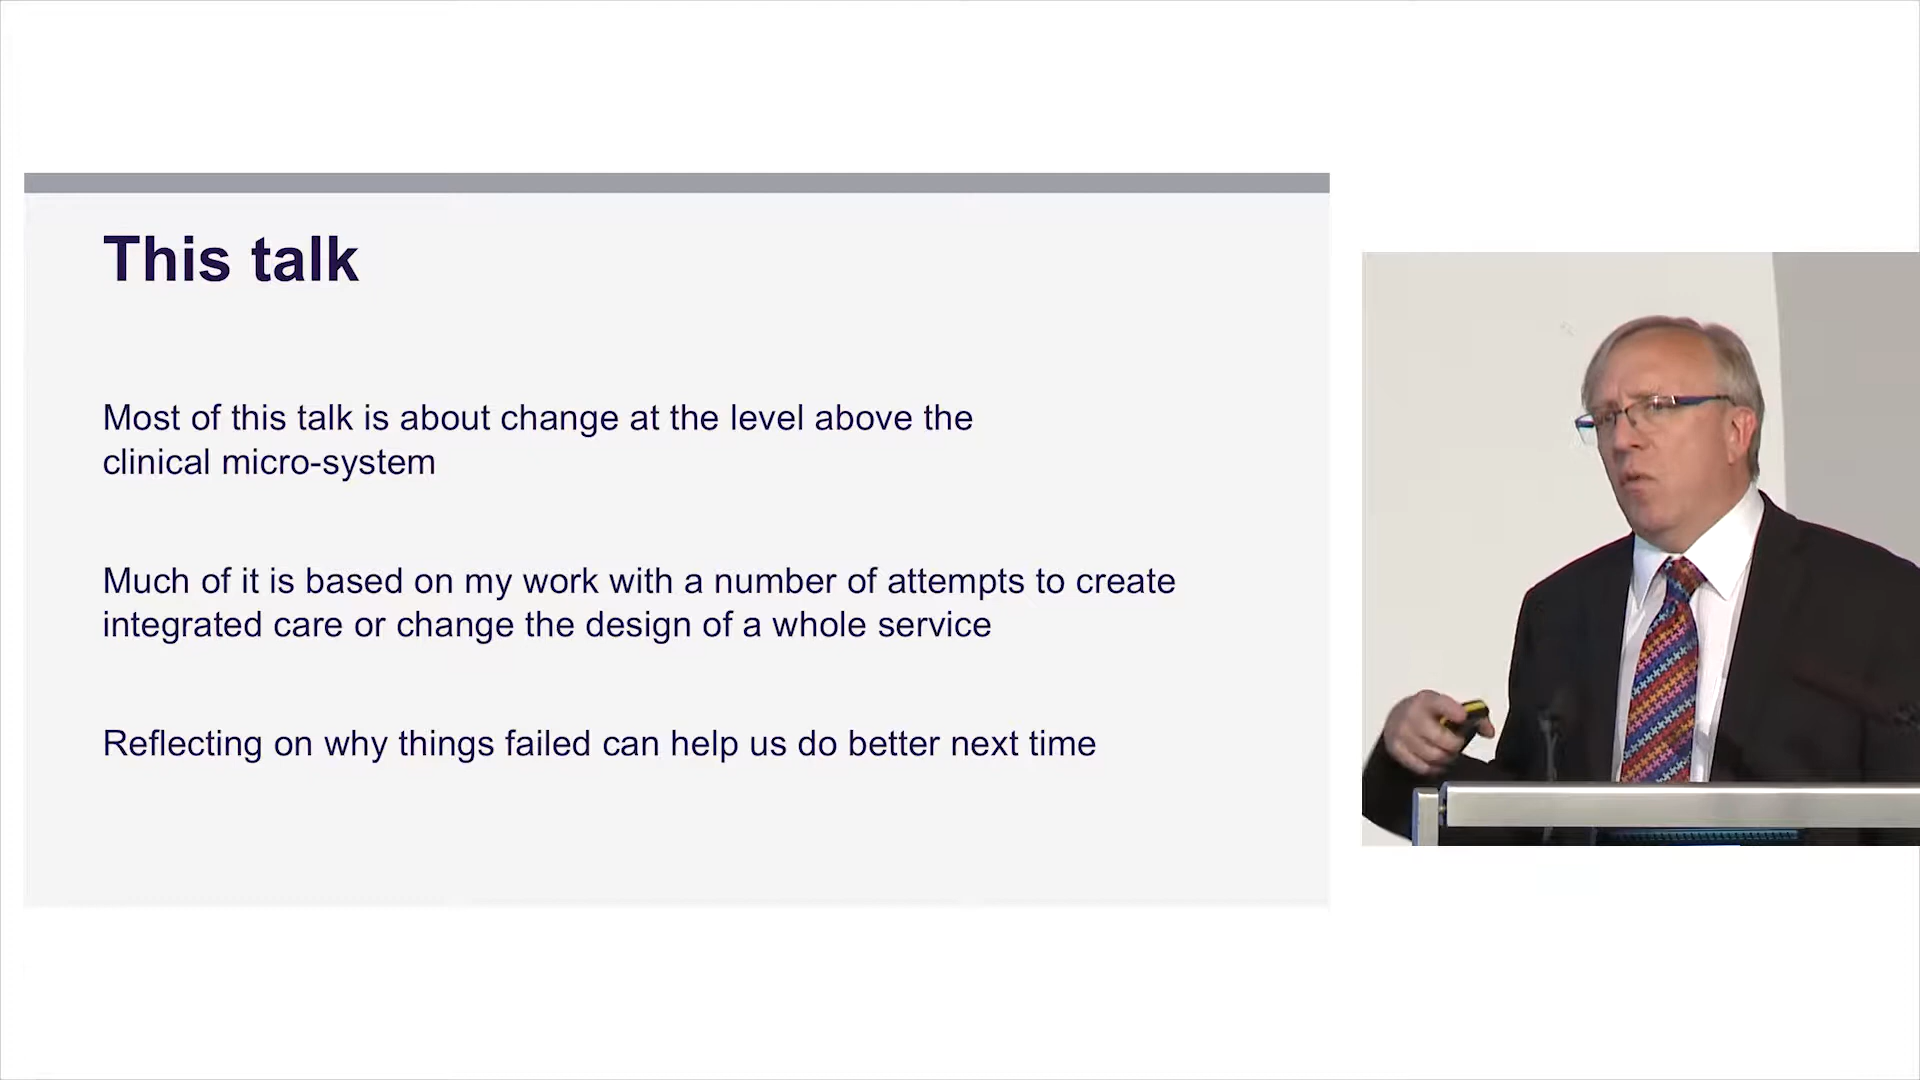 This talk
Most of this talk is about change at the level above the
clinical micro-system
Much of it is based on my work with a number of attempts to create
integrated care or change the design of a whole service
Reflecting on why things failed can help us do better next time